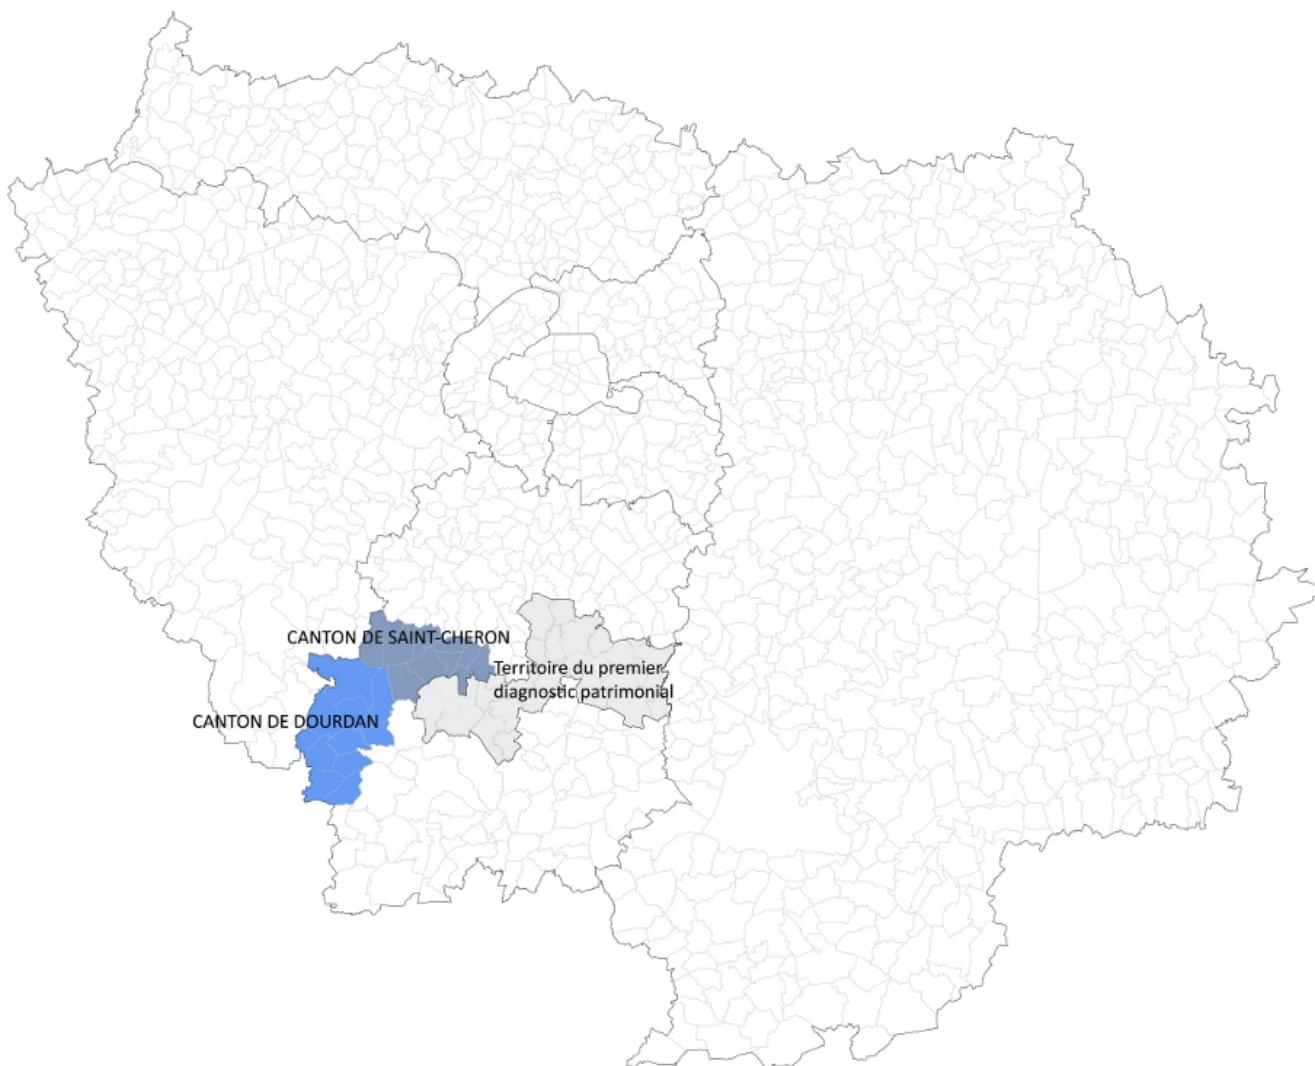 CANTON DE SAINT-CHERON
Territoire du premier
diagnostic patrimonial
CANTON DE DOURDAN